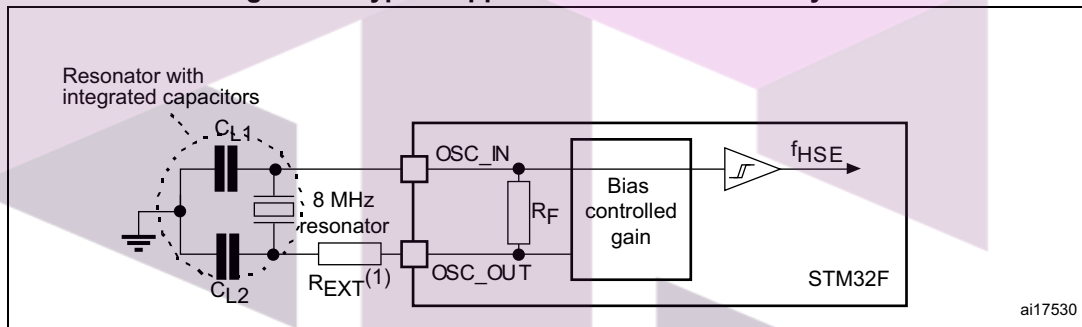 Resonator with
integrated capacitors
CL1
OSC_IN
fHSE
8 MHz
resonator
RF
Bias
controlled
gain
REXT(1)
OSC_OUT
STM32F
CL2
ai17530